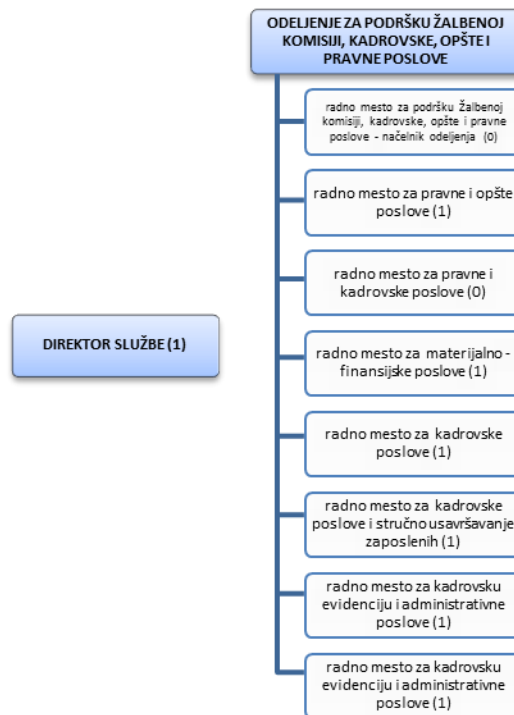 ODELJENJE ZA PODRŠKU ŽALBENOJ
KOMISIJI, KADROVSKE, OPŠTE I
PRAVNE POSLOVE
radno mesto za podršku Žalbenoj
komisiji, kadrovske, opšte i pravne
poslove - načelnik odeljenja (0)
radno mesto za pravne i opšte
poslove (1)
radno mesto za pravne i
kadrovske poslove (0)
DIREKTOR SLUŽBE (1)
radno mesto za materijalno -
finansijske poslove (1)
radno mesto za kadrovske
poslove (1)
radno mesto za kadrovske
poslove i stručno usavršavanje
zaposlenih (1)
radno mesto za kadrovsku
evidenciju i administrativne
poslove (1)
radno mesto za kadrovsku
evidenciju i administrativne
poslove (1)